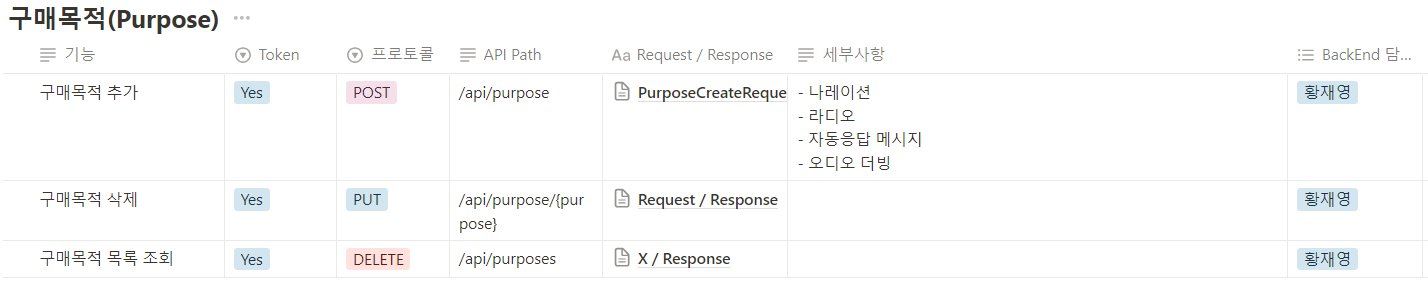 구매목적(Purpose) ···
기능 Token 프로토콜 API Path Aa Request / Response 세부사항 BackEnd 담...
구매목적 추가 Yes POST /api/purpose PurposeCreateReque - 나레이션 황재영
- 라디오
- 자동응답 메시지
- 오디오 더빙
구매목적 삭제 Yes PUT /api/purpose/{pur Request / Response 황재영
pose}
구매목적 목록 조회 Yes DELETE /api/purposes X / Response 황재영